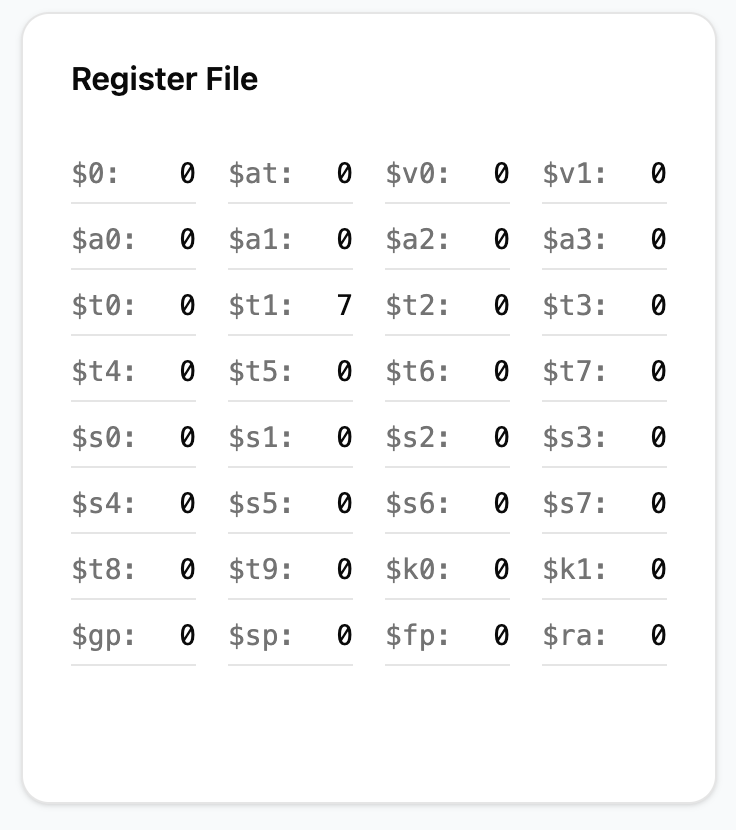 Register File
$0: 0 $at: 0 $v0: 0 $v1: 0
$a0: 0 $a1: 0 $a2: 0 $a3: 0
$t0: 0 $t1: 7 $t2: 0 $t3: 0
$t4: 0 $t5: 0 $t6: 0 $t7: 0
$s0: 0 $s1: 0 $s2: 0 $s3: 0
$s4: 0 $s5: 0 $s6: 0 $s7: 0
$t8: 0 $t9: 0 $k0: 0 $k1: 0
$gp: 0 $sp: 0 $fp: 0 $ra: 0